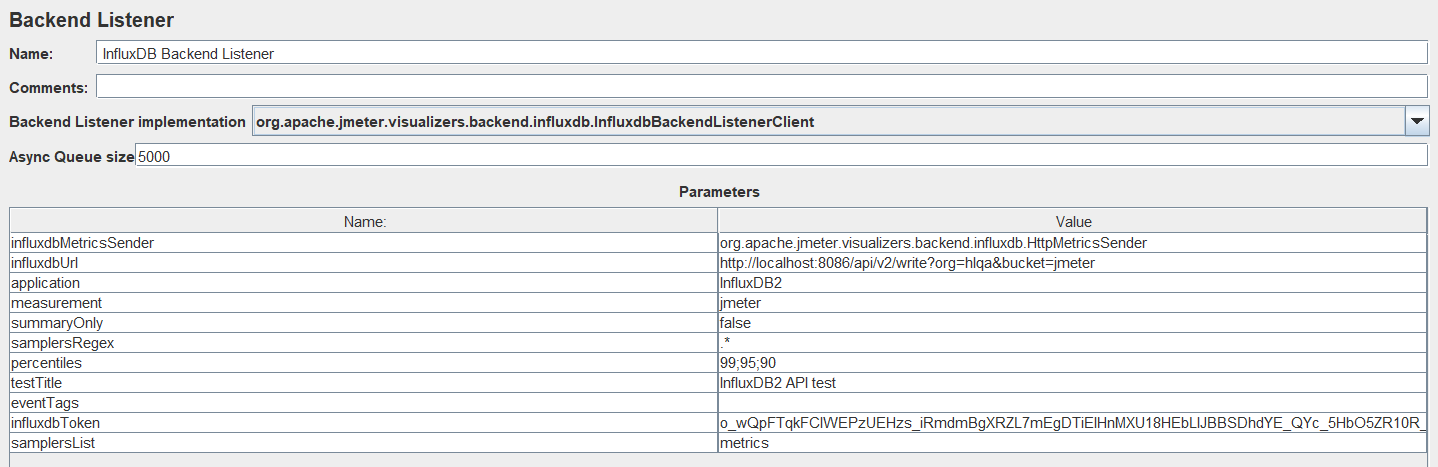 Backend Listener
Name: InfluxDB Backend Listener
Comments:
Backend Listener implementation org.apache.jmeter.visualizers.backend.influxdb.InfluxdbBackendListenerClient
Async Queue size 5000
Parameters
Name: Value
influxdbMetricsSender org.apache.jmeter.visualizers.backend.influxdb.HttpMetricsSender
influxdbUrl http://localhost:8086/api/v2/write?org=hlqa&bucket=jmeter
application InfluxDB2
measurement jmeter
summaryOnly false
samplersRegex .*
percentiles 99;95;90
testTitle InfluxDB2 API test
eventTags
influxdbToken o_wQpFTqkFCIWEPzUEHzs_iRmdmBgXRZL7mEgDTiEIHnMXU18HEbLIJBBSDhdYE_QYc_5HbO5ZR10R_
samplersList metrics